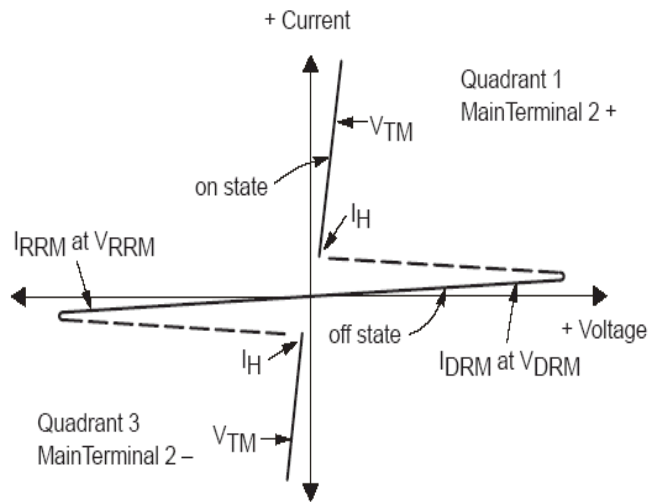 + Current
Quadrant 1
MainTerminal 2 +
VTM
on state
IH
IRRM at VRRM
+ Voltage
off state
IH
IDRM at VDRM
Quadrant 3
MainTerminal 2 –
VTM